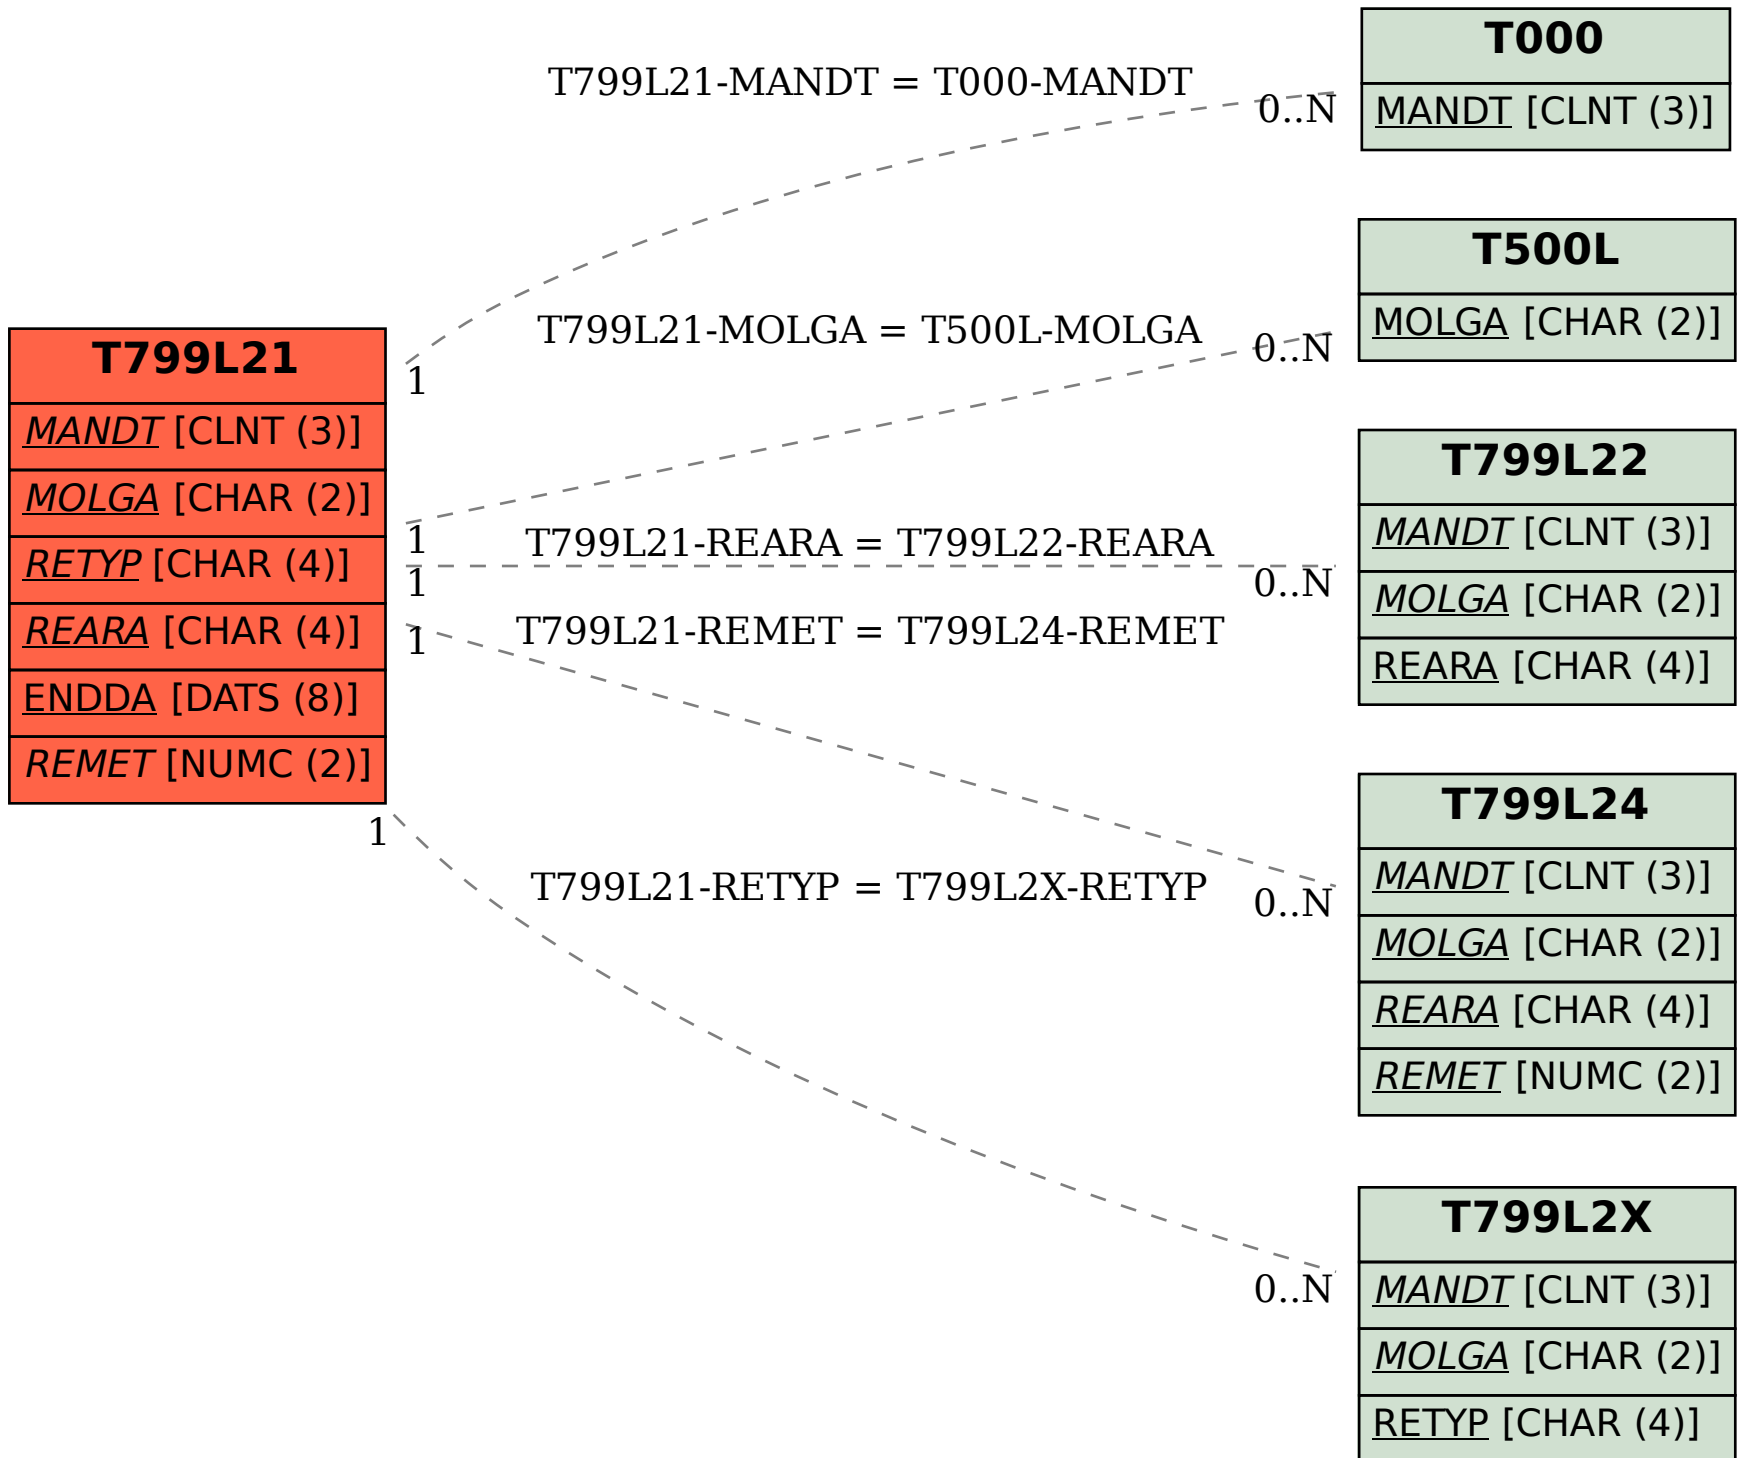 T799L21
MANDT [CLNT (3)]
MOLGA [CHAR (2)]
RETYP [CHAR (4)]
REARA [CHAR (4)]
ENDDA [DATS (8)]
REMET [NUMC (2)]
T799L21-MANDT = T000-MANDT
1
0..N
T799L21-MOLGA = T500L-MOLGA
1
0..N
T799L21-REARA = T799L22-REARA
1
0..N
T799L21-REMET = T799L24-REMET
1
0..N
T799L21-RETYP = T799L2X-RETYP
1
0..N
T000
MANDT [CLNT (3)]
T500L
MOLGA [CHAR (2)]
T799L22
MANDT [CLNT (3)]
MOLGA [CHAR (2)]
REARA [CHAR (4)]
T799L24
MANDT [CLNT (3)]
MOLGA [CHAR (2)]
REARA [CHAR (4)]
REMET [NUMC (2)]
T799L2X
MANDT [CLNT (3)]
MOLGA [CHAR (2)]
RETYP [CHAR (4)]